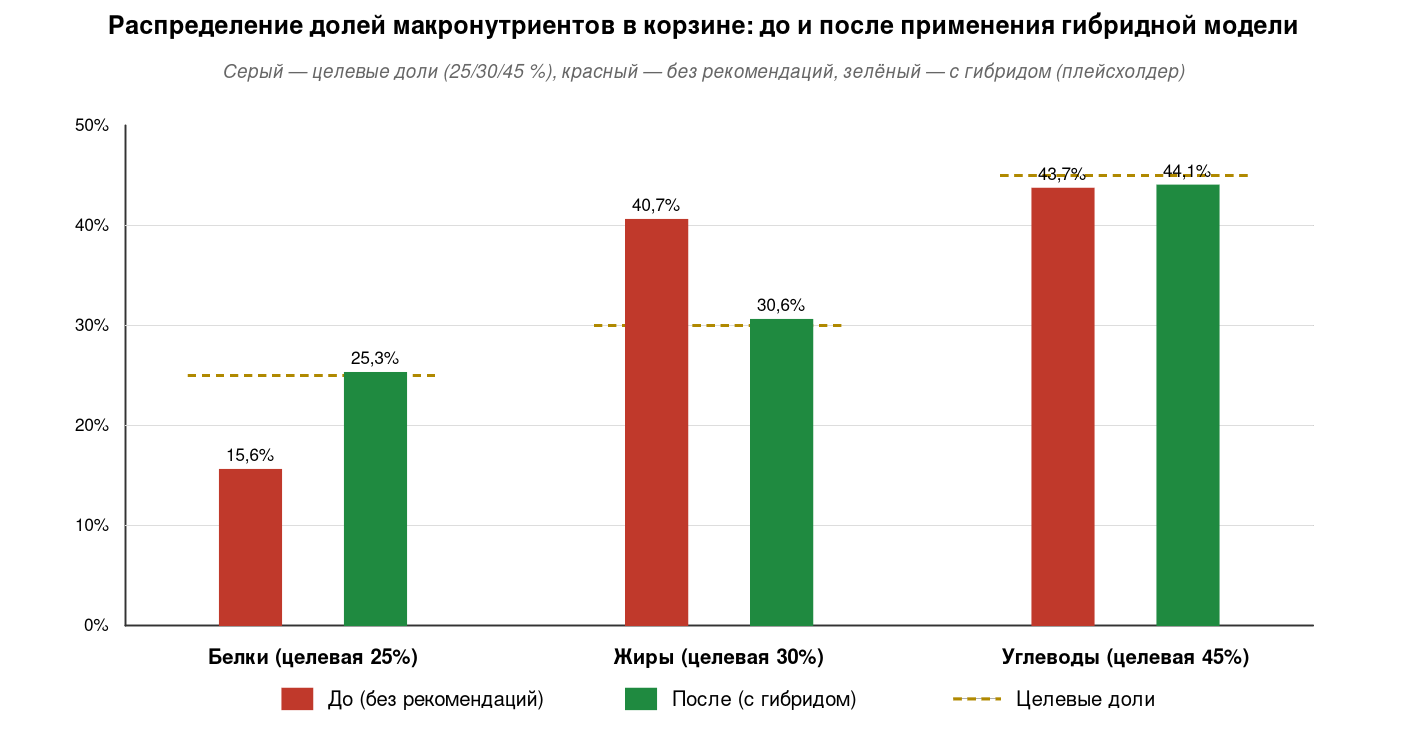 Распределение долей макронутриентов в корзине: до и после применения гибридной модели
Серый — целевые доли (25/30/45 %), красный — без рекомендаций, зелёный — с гибридом (плейсхолдер)
50%
40%
30%
20%
10%
0%
15,6%
25,3%
40,7%
30,6%
43,7%
44,1%
Белки (целевая 25%)
Жиры (целевая 30%)
Углеводы (целевая 45%)
До (без рекомендаций)
После (с гибридом)
Целевые доли